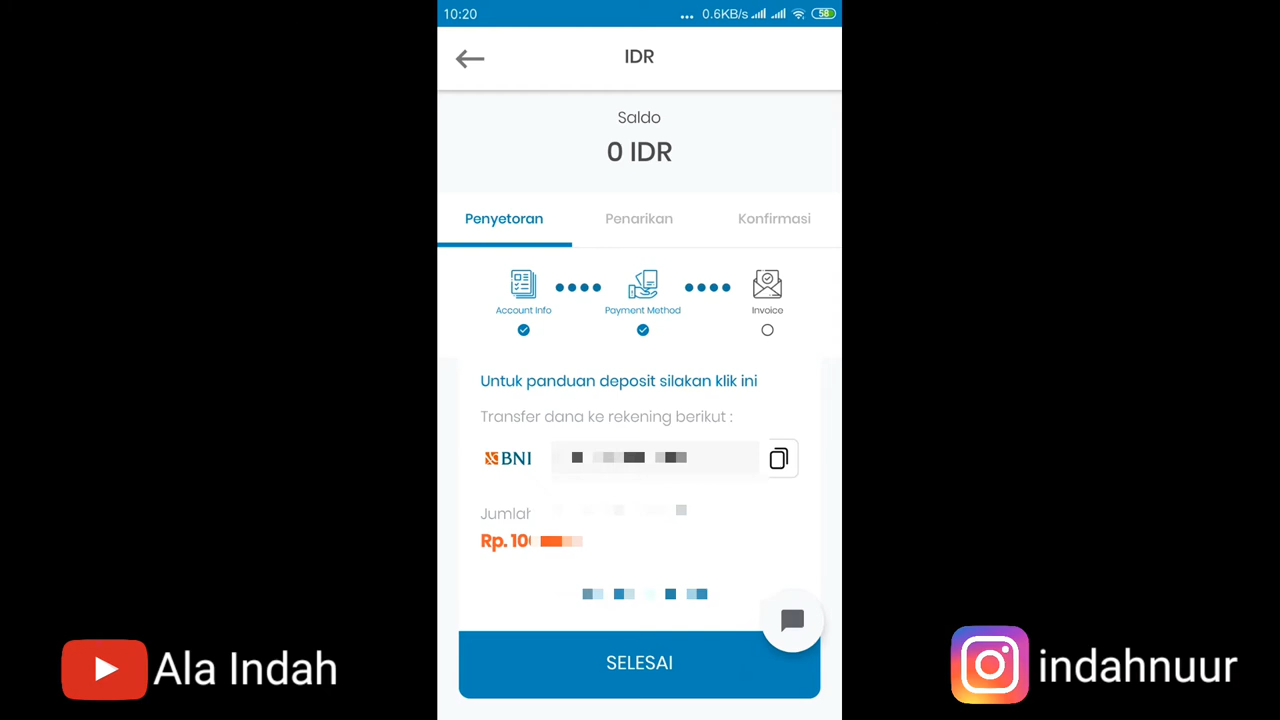 10:20
0.6KB/s
58
IDR
Saldo
0 IDR
Penyetoran
Penarikan
Konfirmasi
Account Info
Payment Method
Invoice
Untuk panduan deposit silakan klik ini
Transfer dana ke rekening berikut :
BNI
Jumlah
Rp. 10
SELESAI
Ala Indah
indahnuur